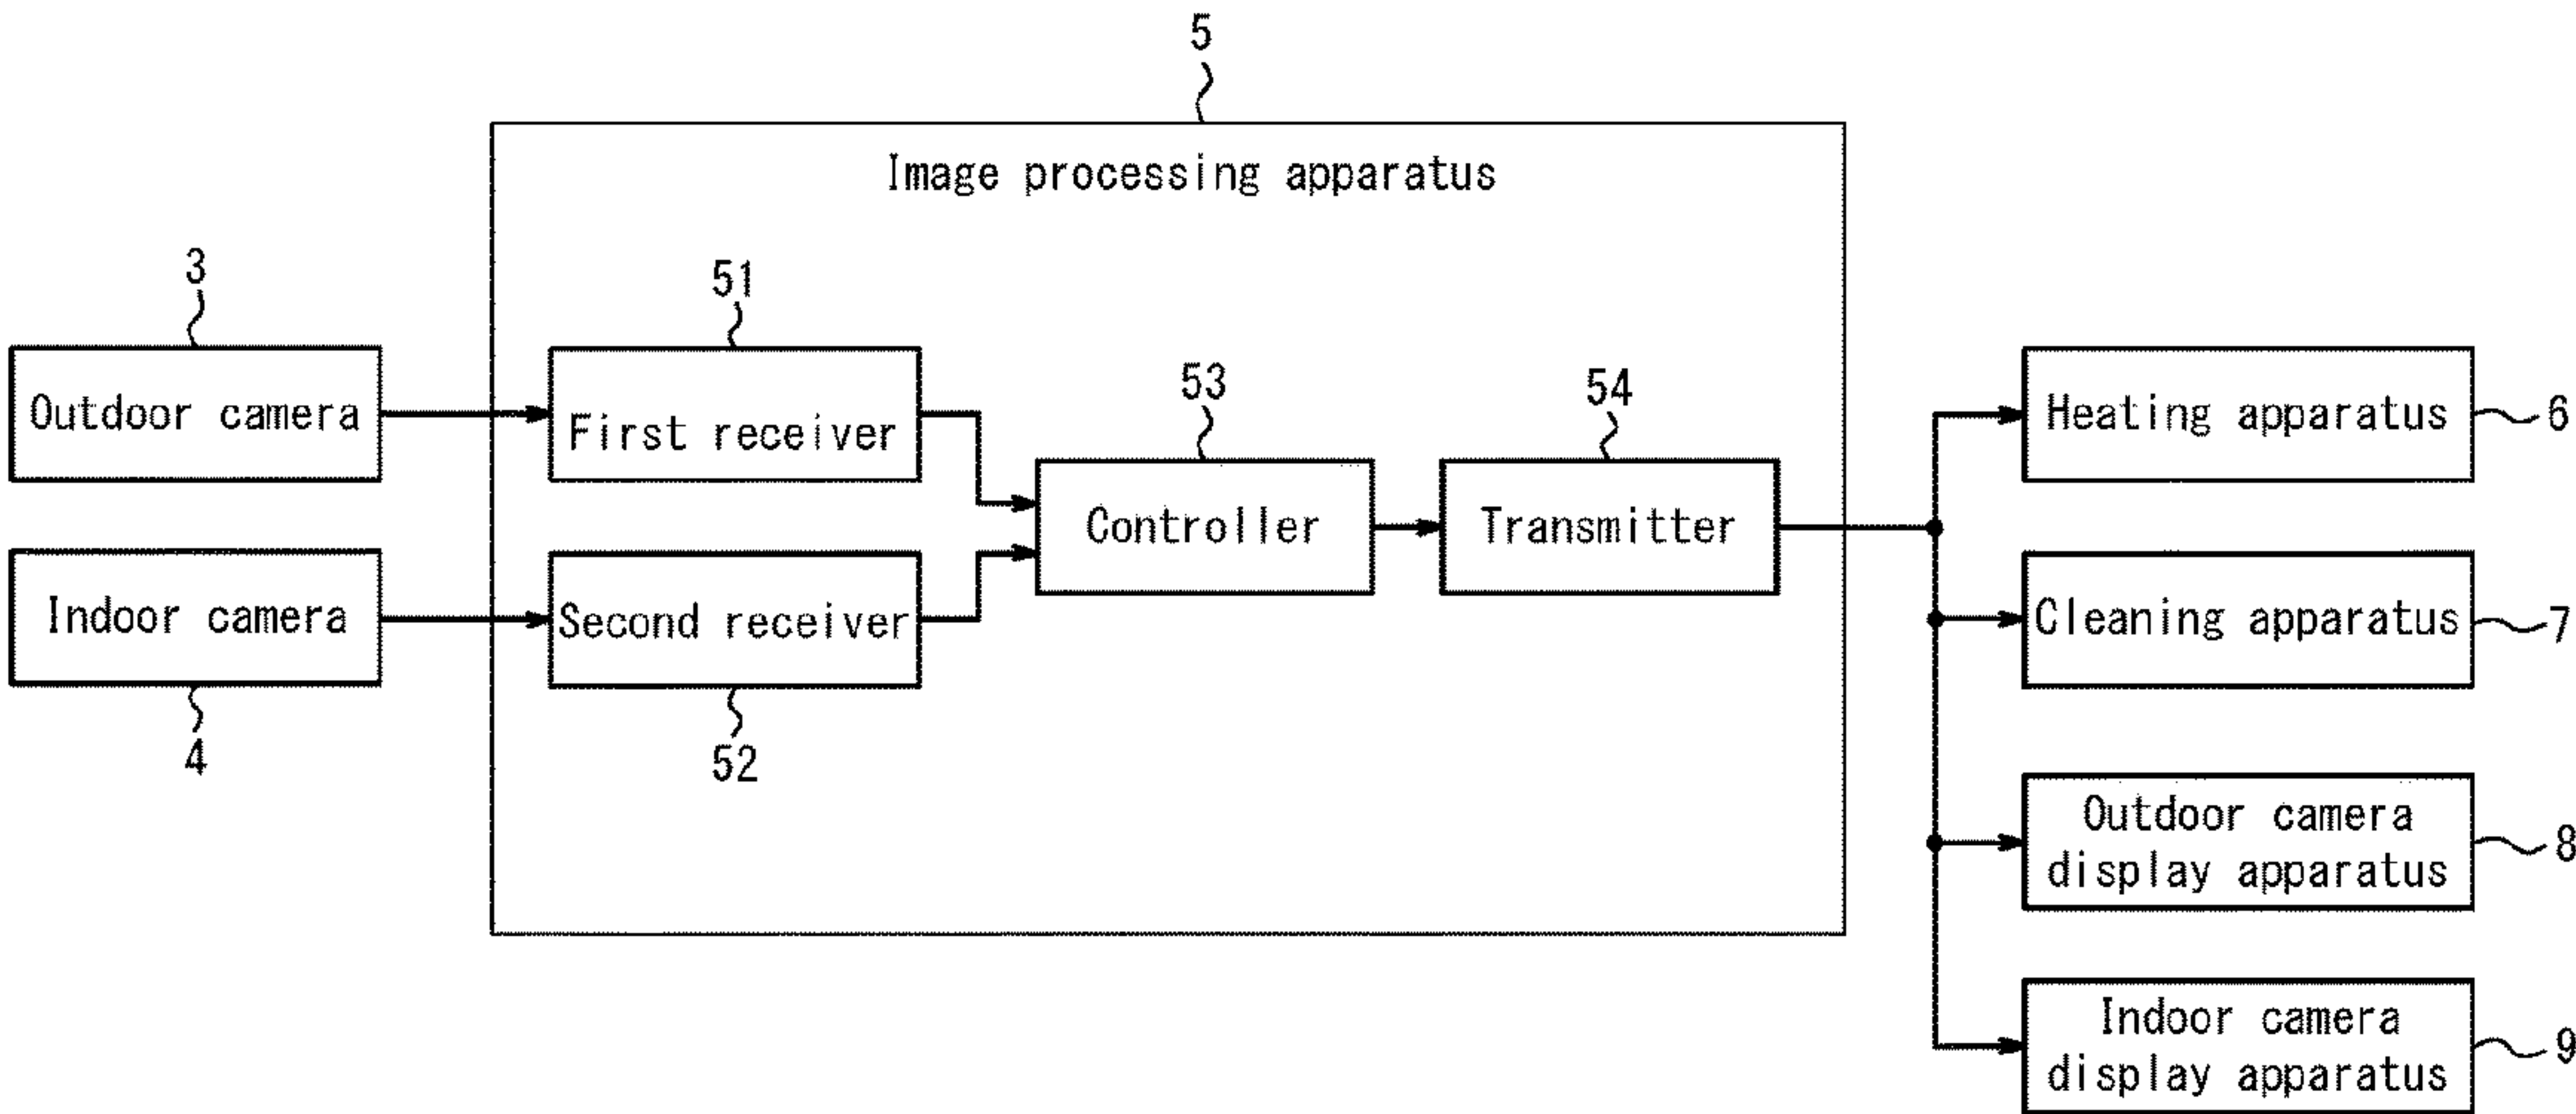 5
Image processing apparatus
3
51
Outdoor camera
First receiver
53
54
Heating apparatus
6
Controller
Transmitter
Indoor camera
Second receiver
Cleaning apparatus
7
4
52
Outdoor camera
display apparatus
8
Indoor camera
display apparatus
9